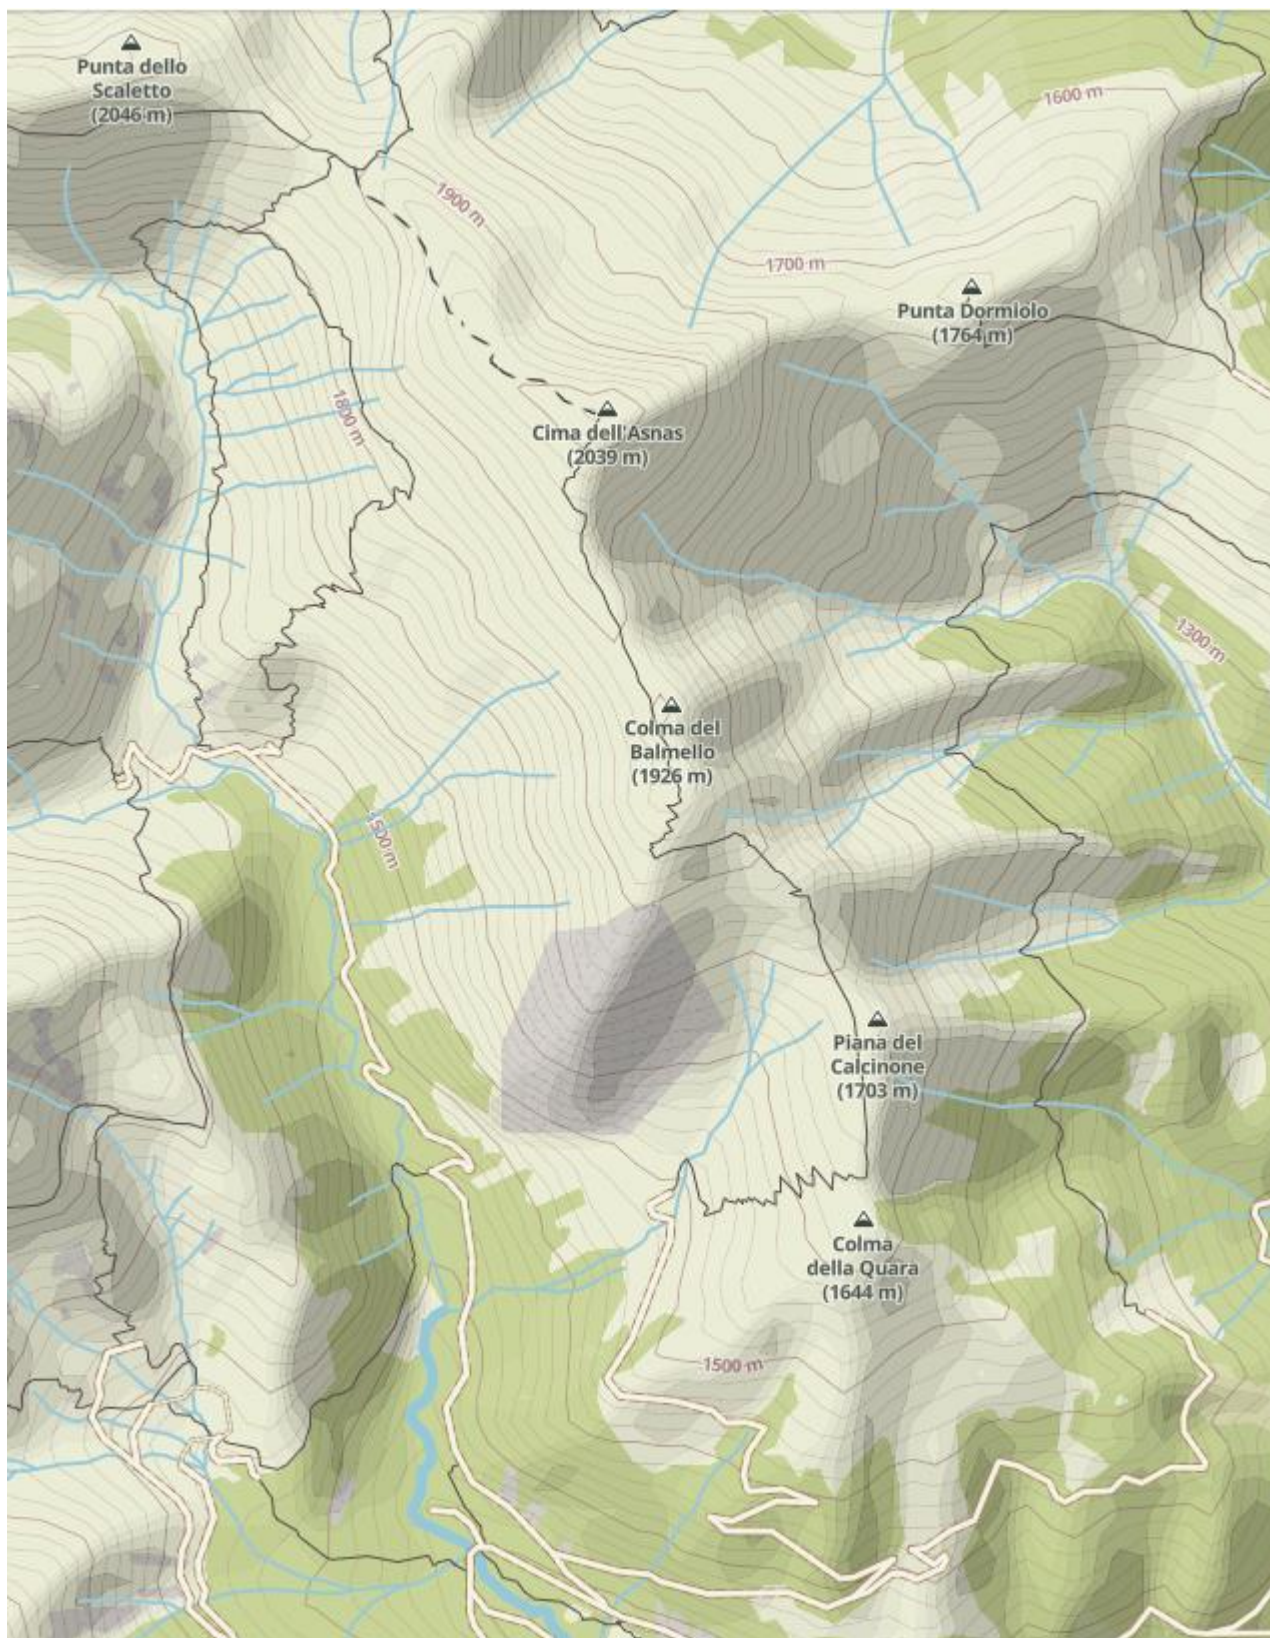 Punta dello
Scaletto
(2046 m)
1600 m
1900 m
1700 m
Punta Dormiolo
(1764 m)
1800 m
Cima dell'Asnas
(2039 m)
1300 m
Colma del
Balmello
(1926 m)
1500 m
Piana del
Calcinone
(1703 m)
Colma
della Quara
(1644 m)
1500 m